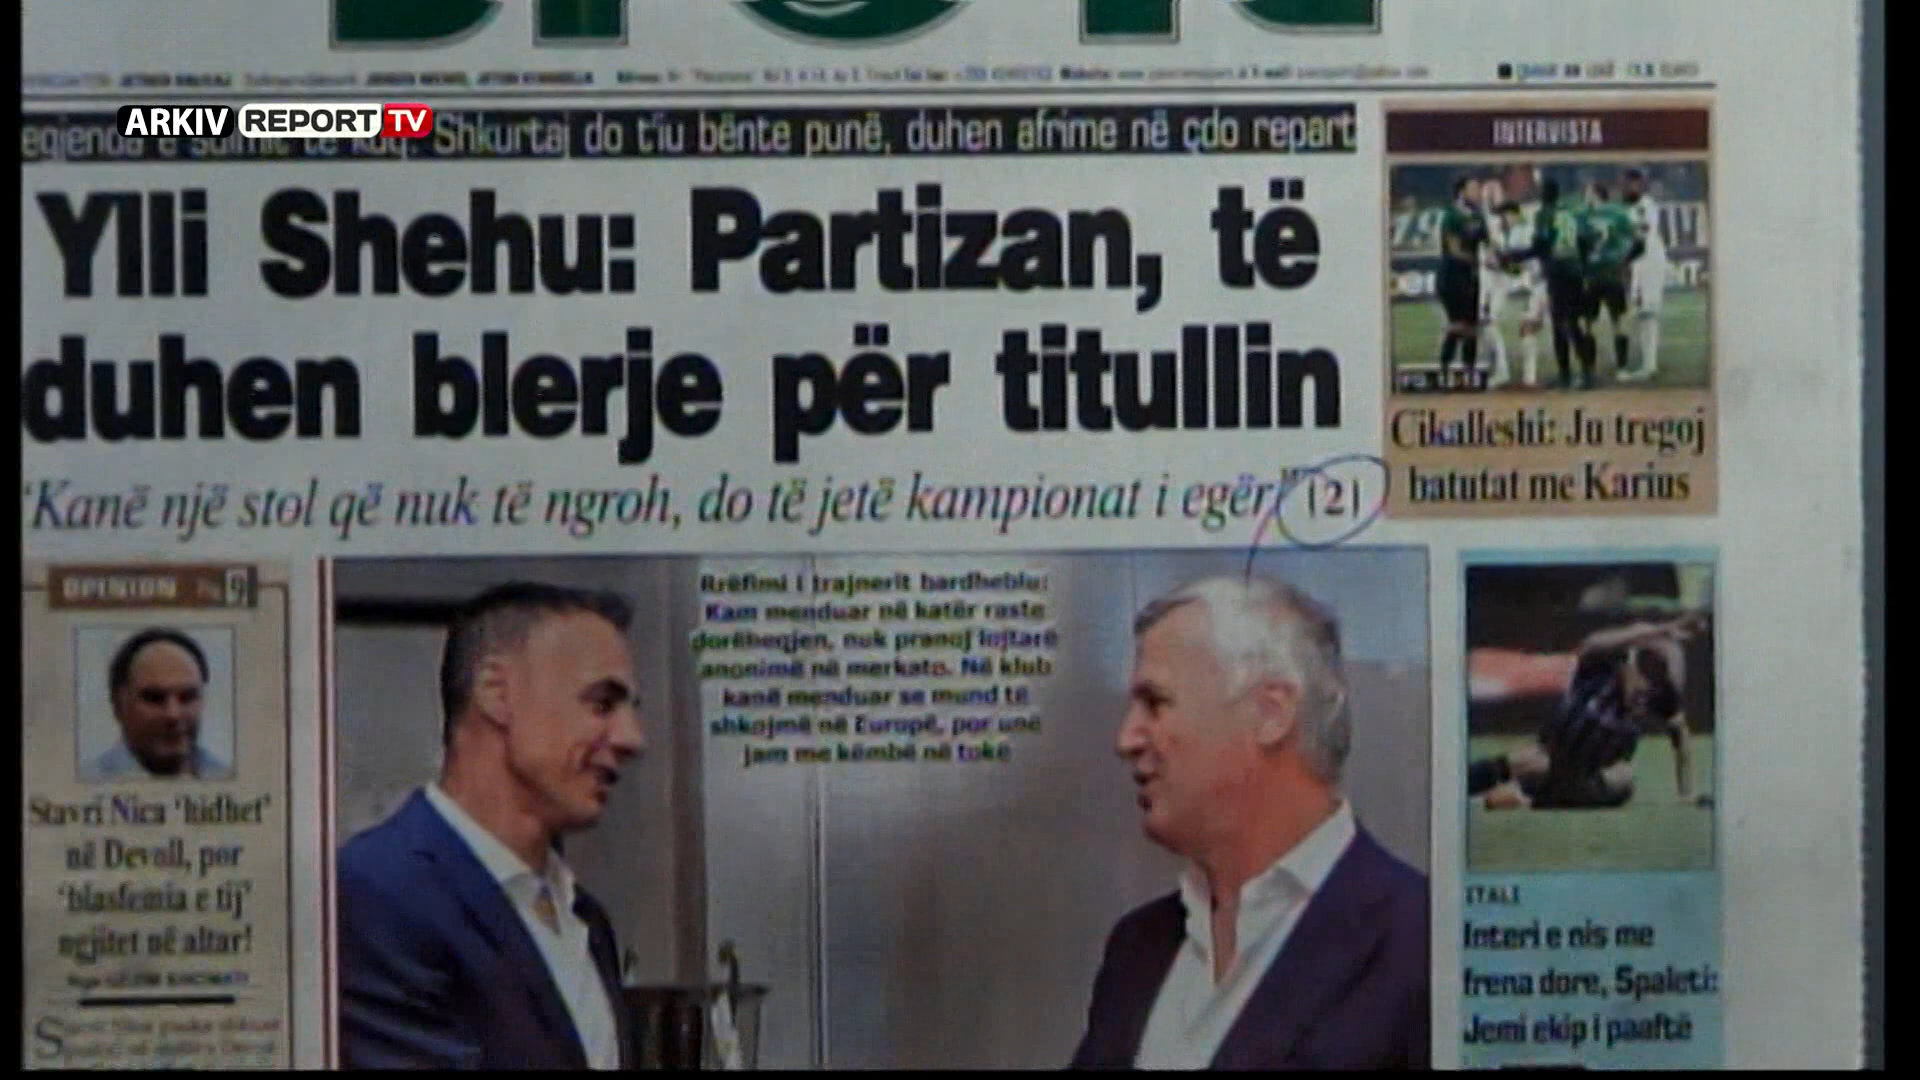 ARKIV REPORT TV
Shkurtaj do t'iu bënte punë, duhen afrime në çdo repart
Ylli Shehu: Partizan, të
duhen blerje për titullin
"Kanë një stol që nuk të ngroh, do të jetë kampionat i egër" (2)
INTERVISTA
Cikalleshi: Ju tregoj
batutat me Karius
OPINION Fq 9
Stavri Nica 'hidhet'
në Devoll, por
'blasfemia e tij'
ngjitet në altar!
Rrëfimi i trajnerit bardheblu:
Kam menduar në katër raste
dorëheqjen, nuk pranoj lojtarë
anonimë në merkato. Në klub
kanë menduar se mund të
shkojmë në Europë, por unë
jam me këmbë në tokë
ITALI
Interi e nis me
frena dore, Spaleti:
Jemi ekip i paaftë